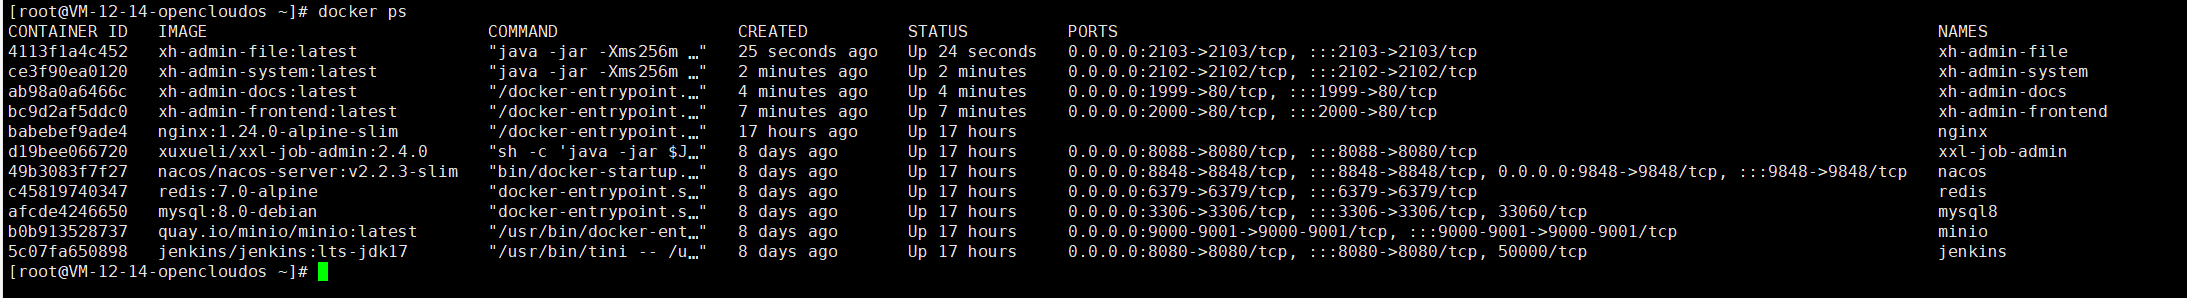 [root@VM-12-14-opencloudos ~]# docker ps
CONTAINER ID   IMAGE                             COMMAND                  CREATED          STATUS          PORTS                                                                                  NAMES
4113f1a4c452   xh-admin-file:latest              "java -jar -Xms256m …"   25 seconds ago   Up 24 seconds   0.0.0.0:2103->2103/tcp, :::2103->2103/tcp                                              xh-admin-file
ce3f90ea0120   xh-admin-system:latest            "java -jar -Xms256m …"   2 minutes ago    Up 2 minutes    0.0.0.0:2102->2102/tcp, :::2102->2102/tcp                                              xh-admin-system
ab98a0a6466c   xh-admin-docs:latest              "/docker-entrypoint.…"   4 minutes ago    Up 4 minutes    0.0.0.0:1999->80/tcp, :::1999->80/tcp                                                  xh-admin-docs
bc9d2af5ddc0   xh-admin-frontend:latest          "/docker-entrypoint.…"   7 minutes ago    Up 7 minutes    0.0.0.0:2000->80/tcp, :::2000->80/tcp                                                  xh-admin-frontend
babebef9ade4   nginx:1.24.0-alpine-slim          "/docker-entrypoint.…"   17 hours ago     Up 17 hours                                                                                            nginx
d19bee066720   xuxueli/xxl-job-admin:2.4.0       "sh -c 'java -jar $J…"   8 days ago       Up 17 hours     0.0.0.0:8088->8080/tcp, :::8088->8080/tcp                                              xxl-job-admin
49b3083f7f27   nacos/nacos-server:v2.2.3-slim   "bin/docker-startup.…"   8 days ago       Up 17 hours     0.0.0.0:8848->8848/tcp, :::8848->8848/tcp, 0.0.0.0:9848->9848/tcp, :::9848->9848/tcp   nacos
c45819740347   redis:7.0-alpine                  "docker-entrypoint.s…"   8 days ago       Up 17 hours     0.0.0.0:6379->6379/tcp, :::6379->6379/tcp                                              redis
afcde4246650   mysql:8.0-debian                  "docker-entrypoint.s…"   8 days ago       Up 17 hours     0.0.0.0:3306->3306/tcp, :::3306->3306/tcp, 33060/tcp                                   mysql8
b0b913528737   quay.io/minio/minio:latest        "/usr/bin/docker-ent…"   8 days ago       Up 17 hours     0.0.0.0:9000-9001->9000-9001/tcp, :::9000-9001->9000-9001/tcp                          minio
5c07fa650898   jenkins/jenkins:lts-jdk17         "/usr/bin/tini -- /u…"   8 days ago       Up 17 hours     0.0.0.0:8080->8080/tcp, :::8080->8080/tcp, 50000/tcp                                   jenkins
[root@VM-12-14-opencloudos ~]#